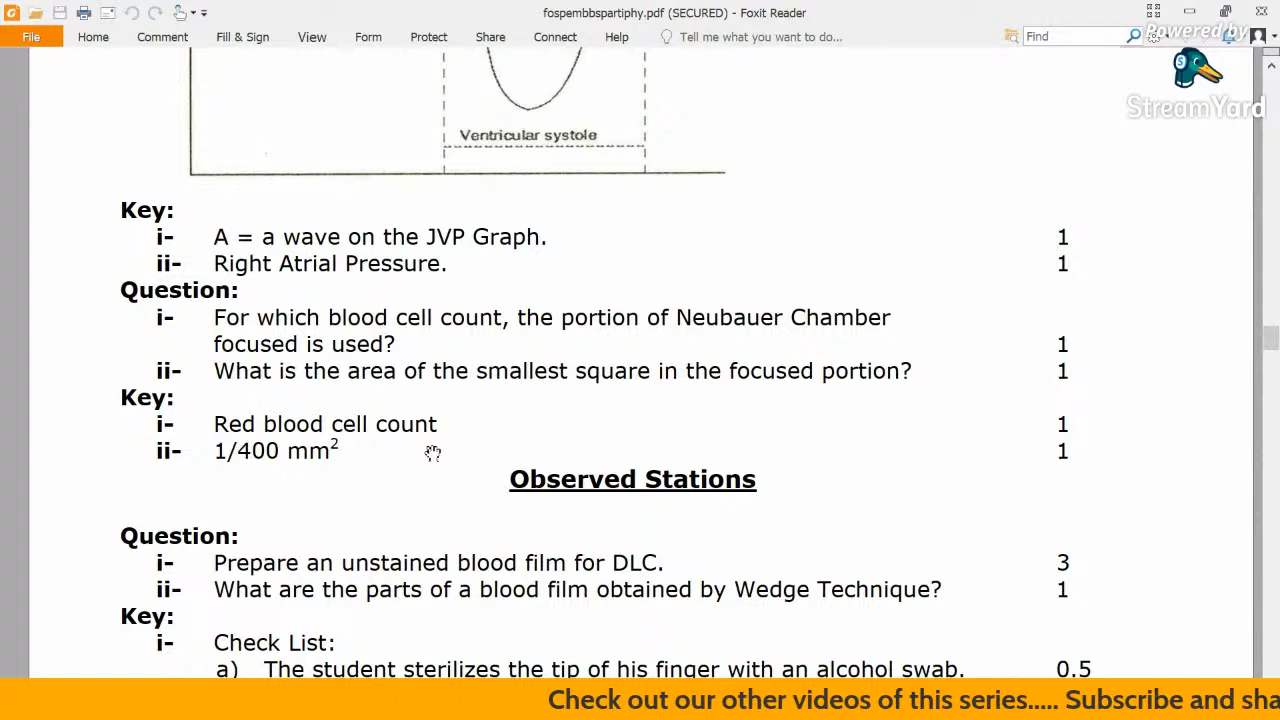 fospembbspartiphy.pdf (SECURED) - Foxit Reader
File Home Comment Fill & Sign View Form Protect Share Connect Help Tell me what you want to do... Find
Powered by
S
StreamYard
Ventricular systole
Key:
i- A = a wave on the JVP Graph. 1
ii- Right Atrial Pressure. 1
Question:
i- For which blood cell count, the portion of Neubauer Chamber
focused is used? 1
ii- What is the area of the smallest square in the focused portion? 1
Key:
i- Red blood cell count 1
ii- 1/400 mm² 1
Observed Stations
Question:
i- Prepare an unstained blood film for DLC. 3
ii- What are the parts of a blood film obtained by Wedge Technique? 1
Key:
i- Check List:
a) The student sterilizes the tip of his finger with an alcohol swab. 0.5
Check out our other videos of this series..... Subscribe and sha